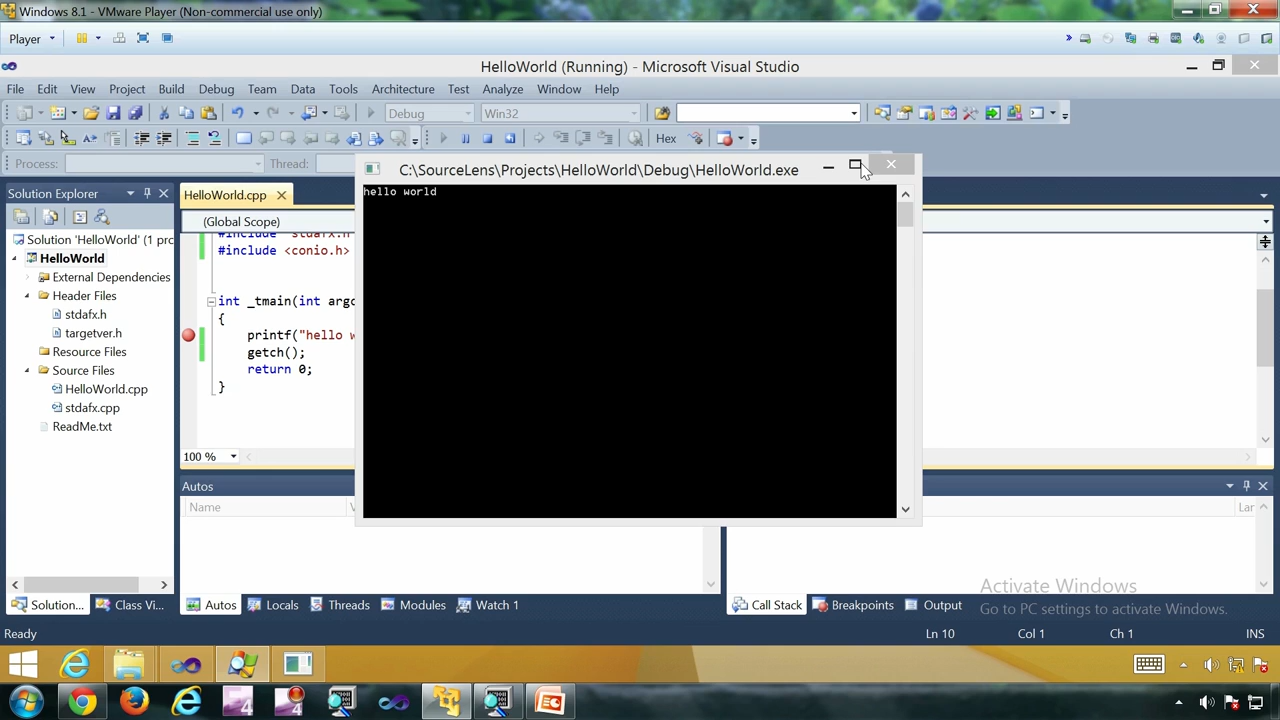 Windows 8.1 - VMware Player (Non-commercial use only)
Player
HelloWorld (Running) - Microsoft Visual Studio
File Edit View Project Build Debug Team Data Tools Architecture Test Analyze Window Help
Debug Win32
Hex
Process: Thread:
C:\SourceLens\Projects\HelloWorld\Debug\HelloWorld.exe
hello world
Solution Explorer
Solution 'HelloWorld' (1 proc
HelloWorld
External Dependencies
Header Files
stdafx.h
targetver.h
Resource Files
Source Files
HelloWorld.cpp
stdafx.cpp
ReadMe.txt
Solution... Class Vi...
HelloWorld.cpp
(Global Scope)
#include "stdafx.h
#include <conio.h>
int _tmain(int argc
{
printf("hello w
getch();
return 0;
}
100 %
Autos
Name V
Autos Locals Threads Modules Watch 1
Lar
Call Stack Breakpoints Output
Activate Windows
Go to PC settings to activate Windows.
Ready Ln 10 Col 1 Ch 1 INS